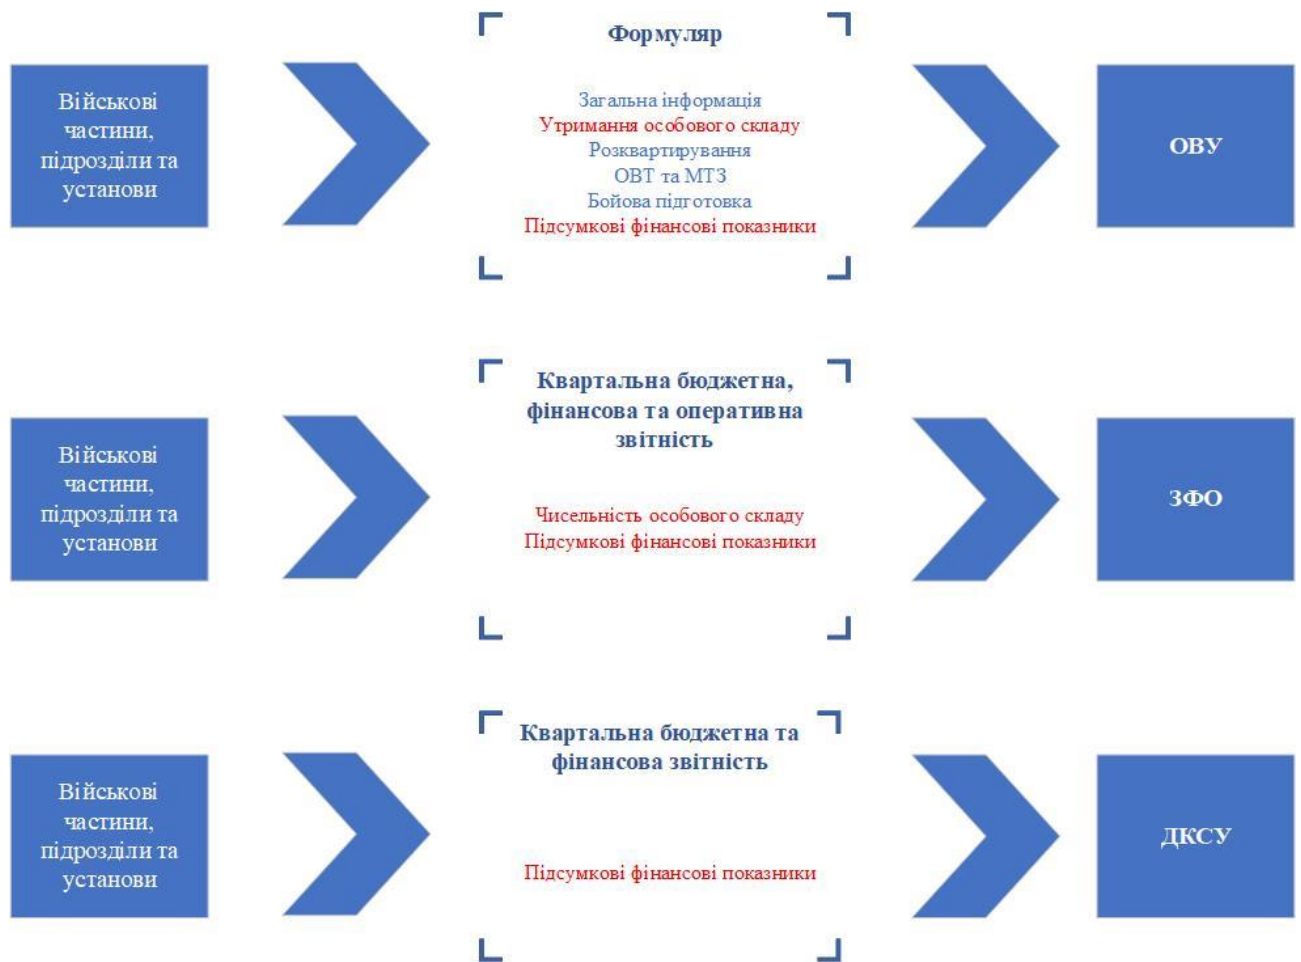 Формуляр
Військові
частини,
підрозділи та
установи
Загальна інформація
Утримання особового складу
Розквартирування
ОВТ та МТЗ
Бойова підготовка
Підсумкові фінансові показники
ОВУ
Військові
частини,
підрозділи та
установи
Квартальна бюджетна,
фінансова та оперативна
звітність
Чисельність особового складу
Підсумкові фінансові показники
ЗФО
Військові
частини,
підрозділи та
установи
Квартальна бюджетна та
фінансова звітність
Підсумкові фінансові показники
ДКСУ